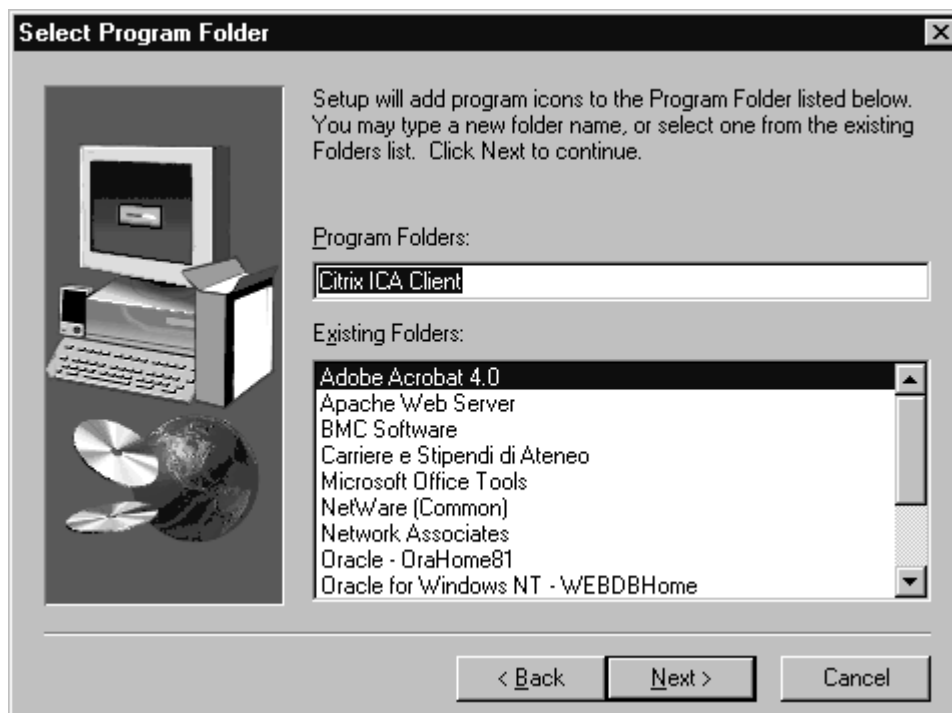 Select Program Folder
Setup will add program icons to the Program Folder listed below.
You may type a new folder name, or select one from the existing
Folders list. Click Next to continue.
Program Folders:
Citrix ICA Client
Existing Folders:
Adobe Acrobat 4.0
Apache Web Server
BMC Software
Carriere e Stipendi di Ateneo
Microsoft Office Tools
NetWare (Common)
Network Associates
Oracle - OraHome81
Oracle for Windows NT - WEBDBHome
< Back
Next >
Cancel